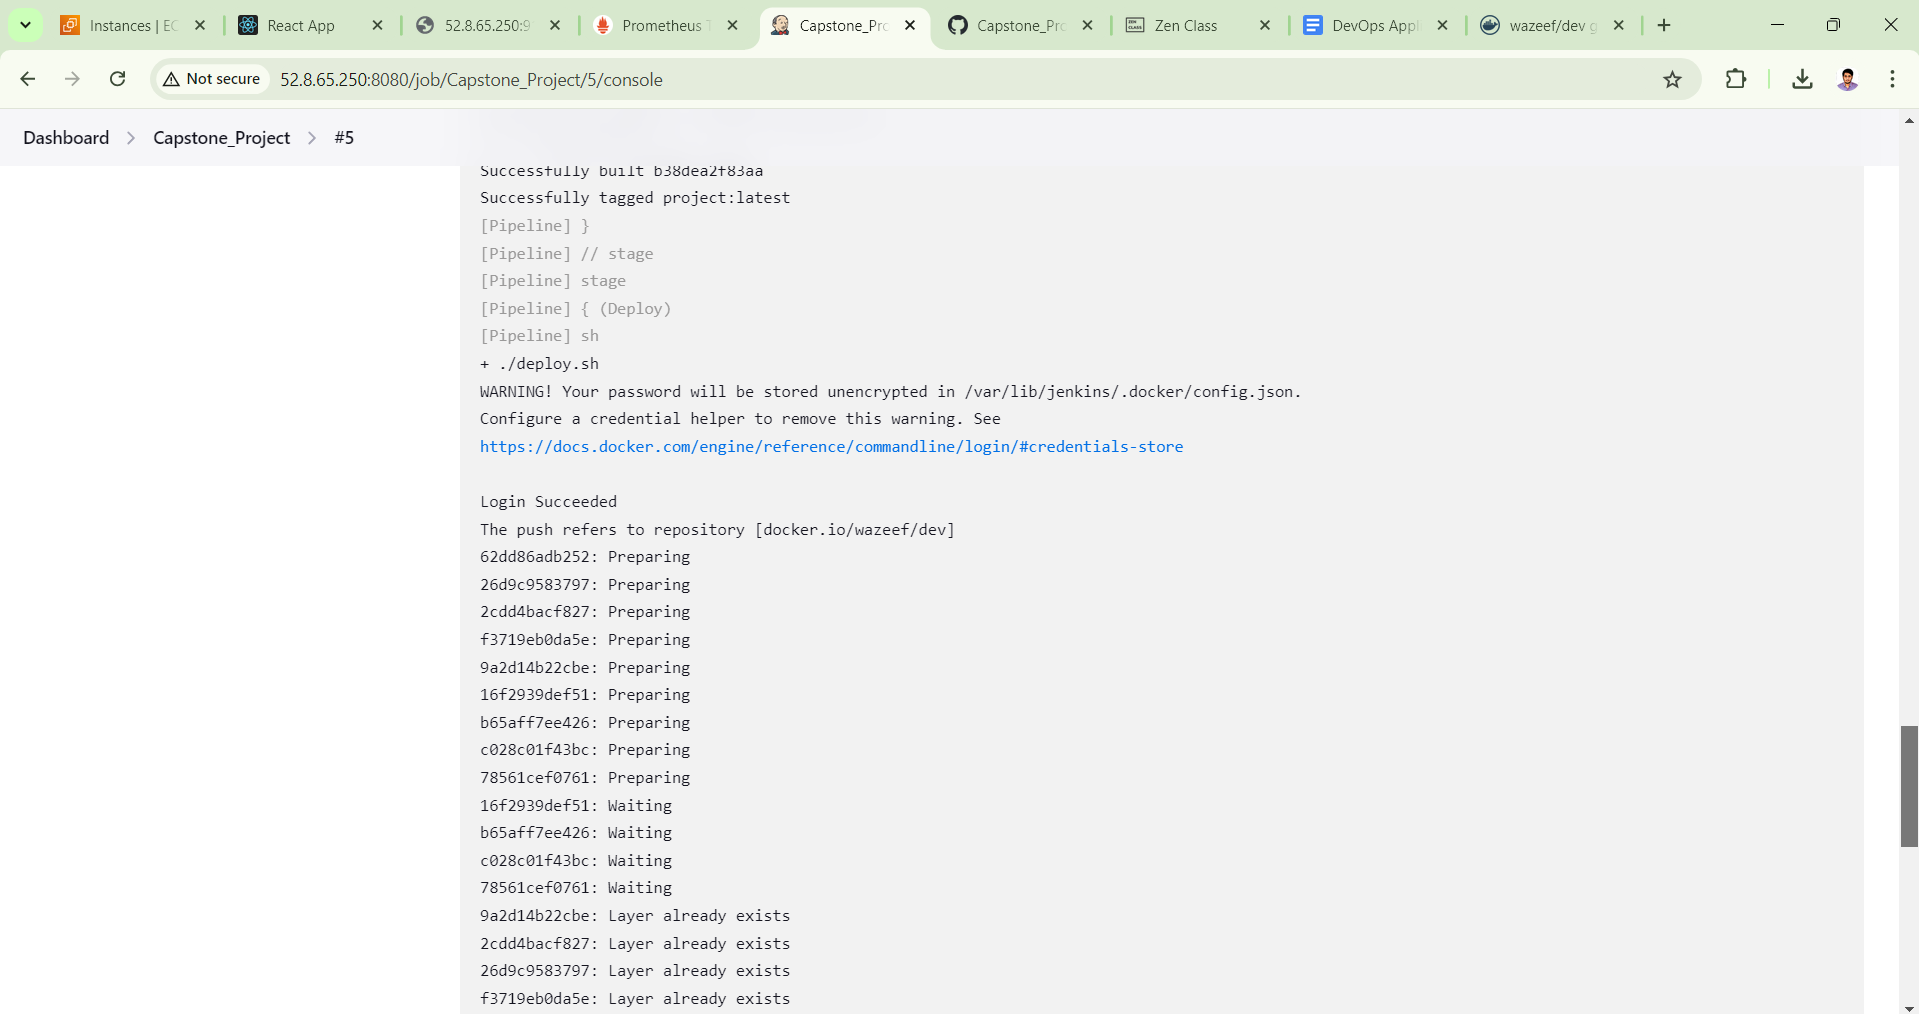 Instances | EC
React App
52.8.65.250:9
Prometheus T
Capstone_Pro
Capstone_Pro
Zen Class
DevOps Appl
wazeef/dev g
Not secure
52.8.65.250:8080/job/Capstone_Project/5/console
Dashboard > Capstone_Project > #5
Successfully built b38dea2f83aa
Successfully tagged project:latest
[Pipeline] }
[Pipeline] // stage
[Pipeline] stage
[Pipeline] { (Deploy)
[Pipeline] sh
+ ./deploy.sh
WARNING! Your password will be stored unencrypted in /var/lib/jenkins/.docker/config.json.
Configure a credential helper to remove this warning. See
https://docs.docker.com/engine/reference/commandline/login/#credentials-store
Login Succeeded
The push refers to repository [docker.io/wazeef/dev]
62dd86adb252: Preparing
26d9c9583797: Preparing
2cdd4bacf827: Preparing
f3719eb0da5e: Preparing
9a2d14b22cbe: Preparing
16f2939def51: Preparing
b65aff7ee426: Preparing
c028c01f43bc: Preparing
78561cef0761: Preparing
16f2939def51: Waiting
b65aff7ee426: Waiting
c028c01f43bc: Waiting
78561cef0761: Waiting
9a2d14b22cbe: Layer already exists
2cdd4bacf827: Layer already exists
26d9c9583797: Layer already exists
f3719eb0da5e: Layer already exists